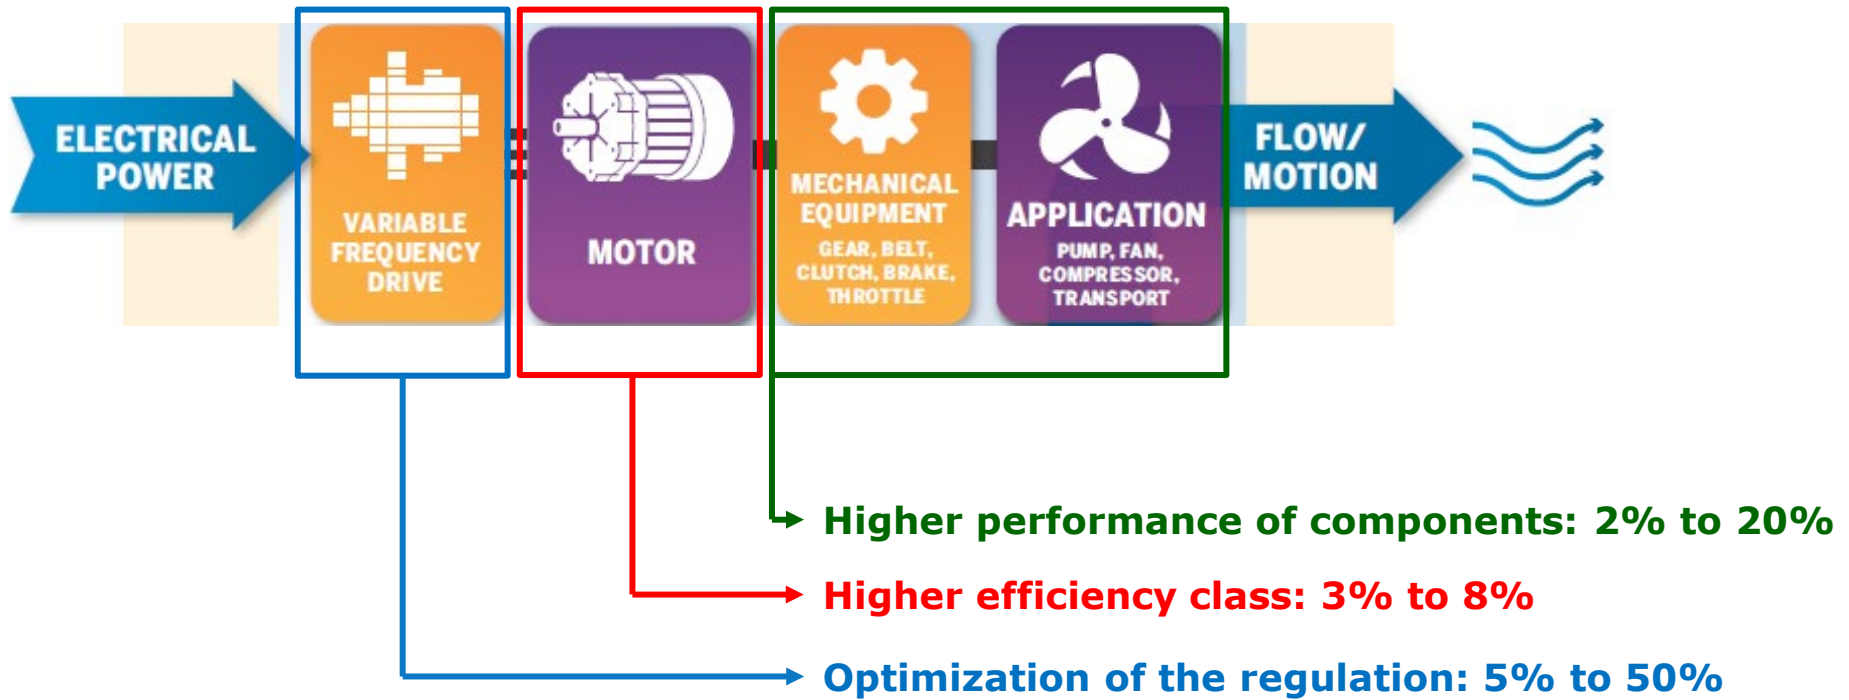 ELECTRICAL
POWER
VARIABLE
FREQUENCY
DRIVE
MOTOR
MECHANICAL
EQUIPMENT
GEAR, BELT,
CLUTCH, BRAKE,
THROTTLE
APPLICATION
PUMP, FAN,
COMPRESSOR,
TRANSPORT
FLOW/
MOTION
Higher performance of components: 2% to 20%
Higher efficiency class: 3% to 8%
Optimization of the regulation: 5% to 50%